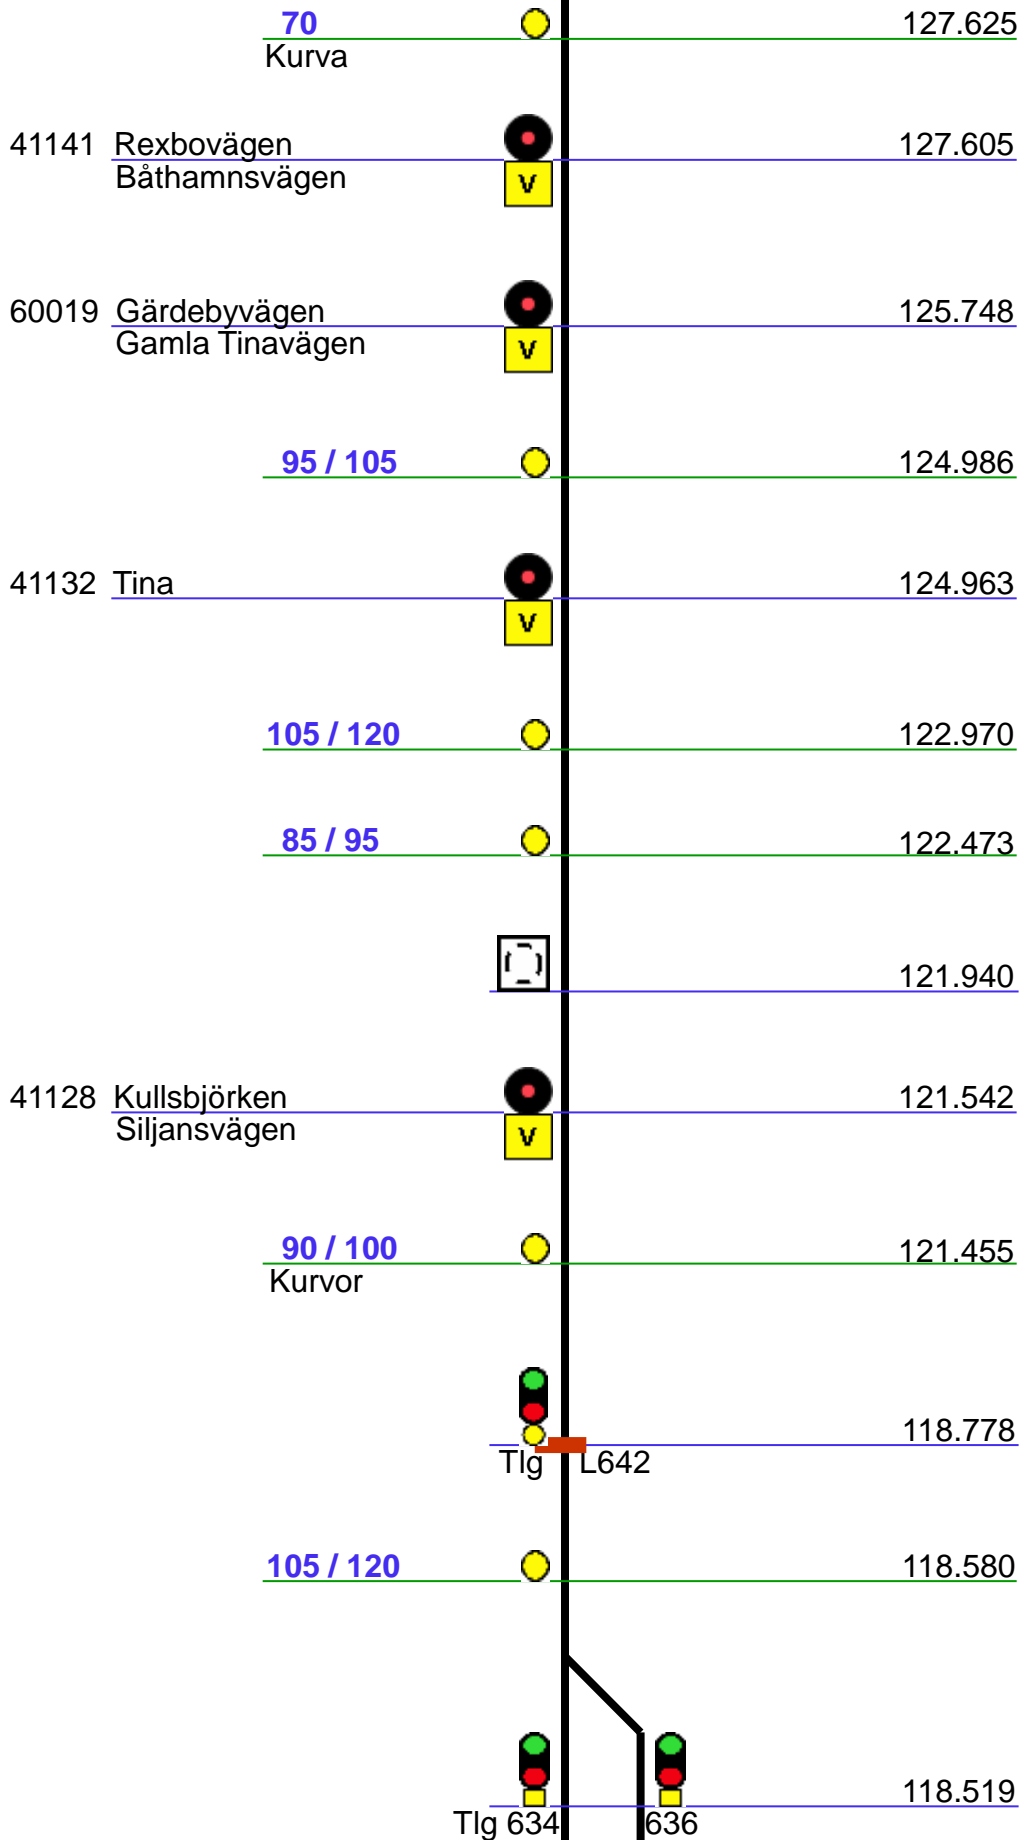 70 127.625
Kurva
41141 Rexbovägen 127.605
Båthamnsvägen
V
60019 Gärdebyvägen 125.748
Gamla Tinavägen
V
95 / 105 124.986
41132 Tina 124.963
V
105 / 120 122.970
85 / 95 122.473
121.940
41128 Kullsbjörken 121.542
Siljansvägen
V
90 / 100 121.455
Kurvor
118.778
Tlg L642
105 / 120 118.580
118.519
Tlg 634 636